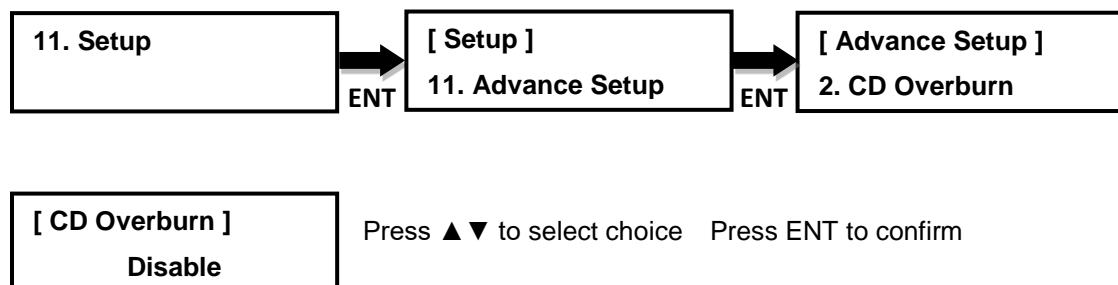 11. Setup
ENT
[ Setup ]
11. Advance Setup
ENT
[ Advance Setup ]
2. CD Overburn
[ CD Overburn ]
Disable
Press ▲▼ to select choice Press ENT to confirm